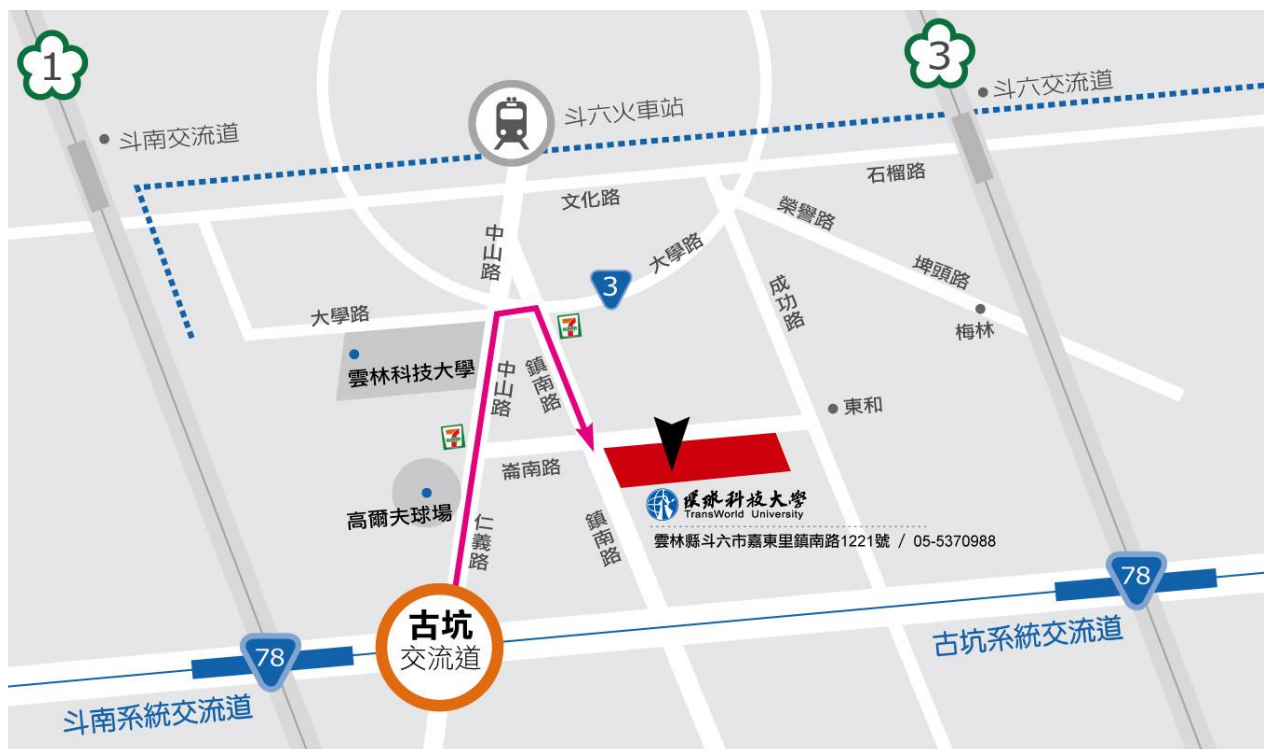 1
3
斗南交流道
斗六火車站
斗六交流道
石榴路
文化路
榮譽路
中山路
大學路
埤頭路
3
成功路
大學路
7
梅林
雲林科技大學
中山路
鎮南路
東和
7
崙南路
環球科技大學
TransWorld University
高爾夫球場
仁義路
鎮南路
雲林縣斗六市嘉東里鎮南路1221號 / 05-5370988
78
古坑
交流道
古坑系統交流道
78
斗南系統交流道